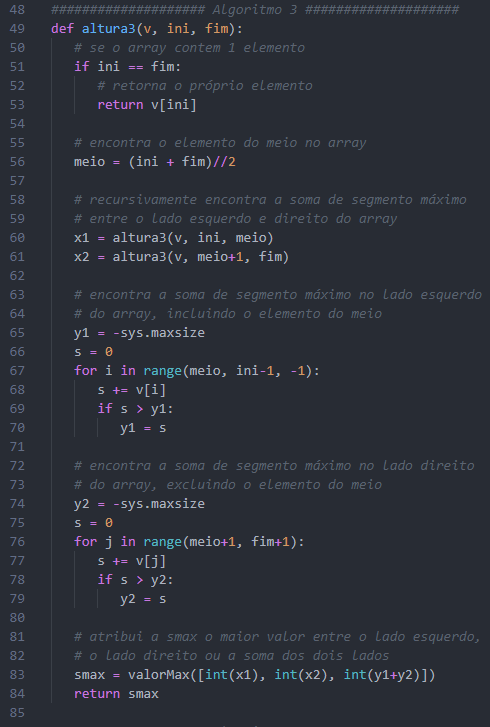 48 #################### Algoritmo 3 ####################
49 def altura3(v, ini, fim):
50     # se o array contem 1 elemento
51     if ini == fim:
52         # retorna o próprio elemento
53         return v[ini]
54
55     # encontra o elemento do meio no array
56     meio = (ini + fim)//2
57
58     # recursivamente encontra a soma de segmento máximo
59     # entre o lado esquerdo e direito do array
60     x1 = altura3(v, ini, meio)
61     x2 = altura3(v, meio+1, fim)
62
63     # encontra a soma de segmento máximo no lado esquerdo
64     # do array, incluindo o elemento do meio
65     y1 = -sys.maxsize
66     s = 0
67     for i in range(meio, ini-1, -1):
68         s += v[i]
69         if s > y1:
70             y1 = s
71
72     # encontra a soma de segmento máximo no lado direito
73     # do array, excluindo o elemento do meio
74     y2 = -sys.maxsize
75     s = 0
76     for j in range(meio+1, fim+1):
77         s += v[j]
78         if s > y2:
79             y2 = s
80
81     # atribui a smax o maior valor entre o lado esquerdo,
82     # o lado direito ou a soma dos dois lados
83     smax = valorMax([int(x1), int(x2), int(y1+y2)])
84     return smax
85